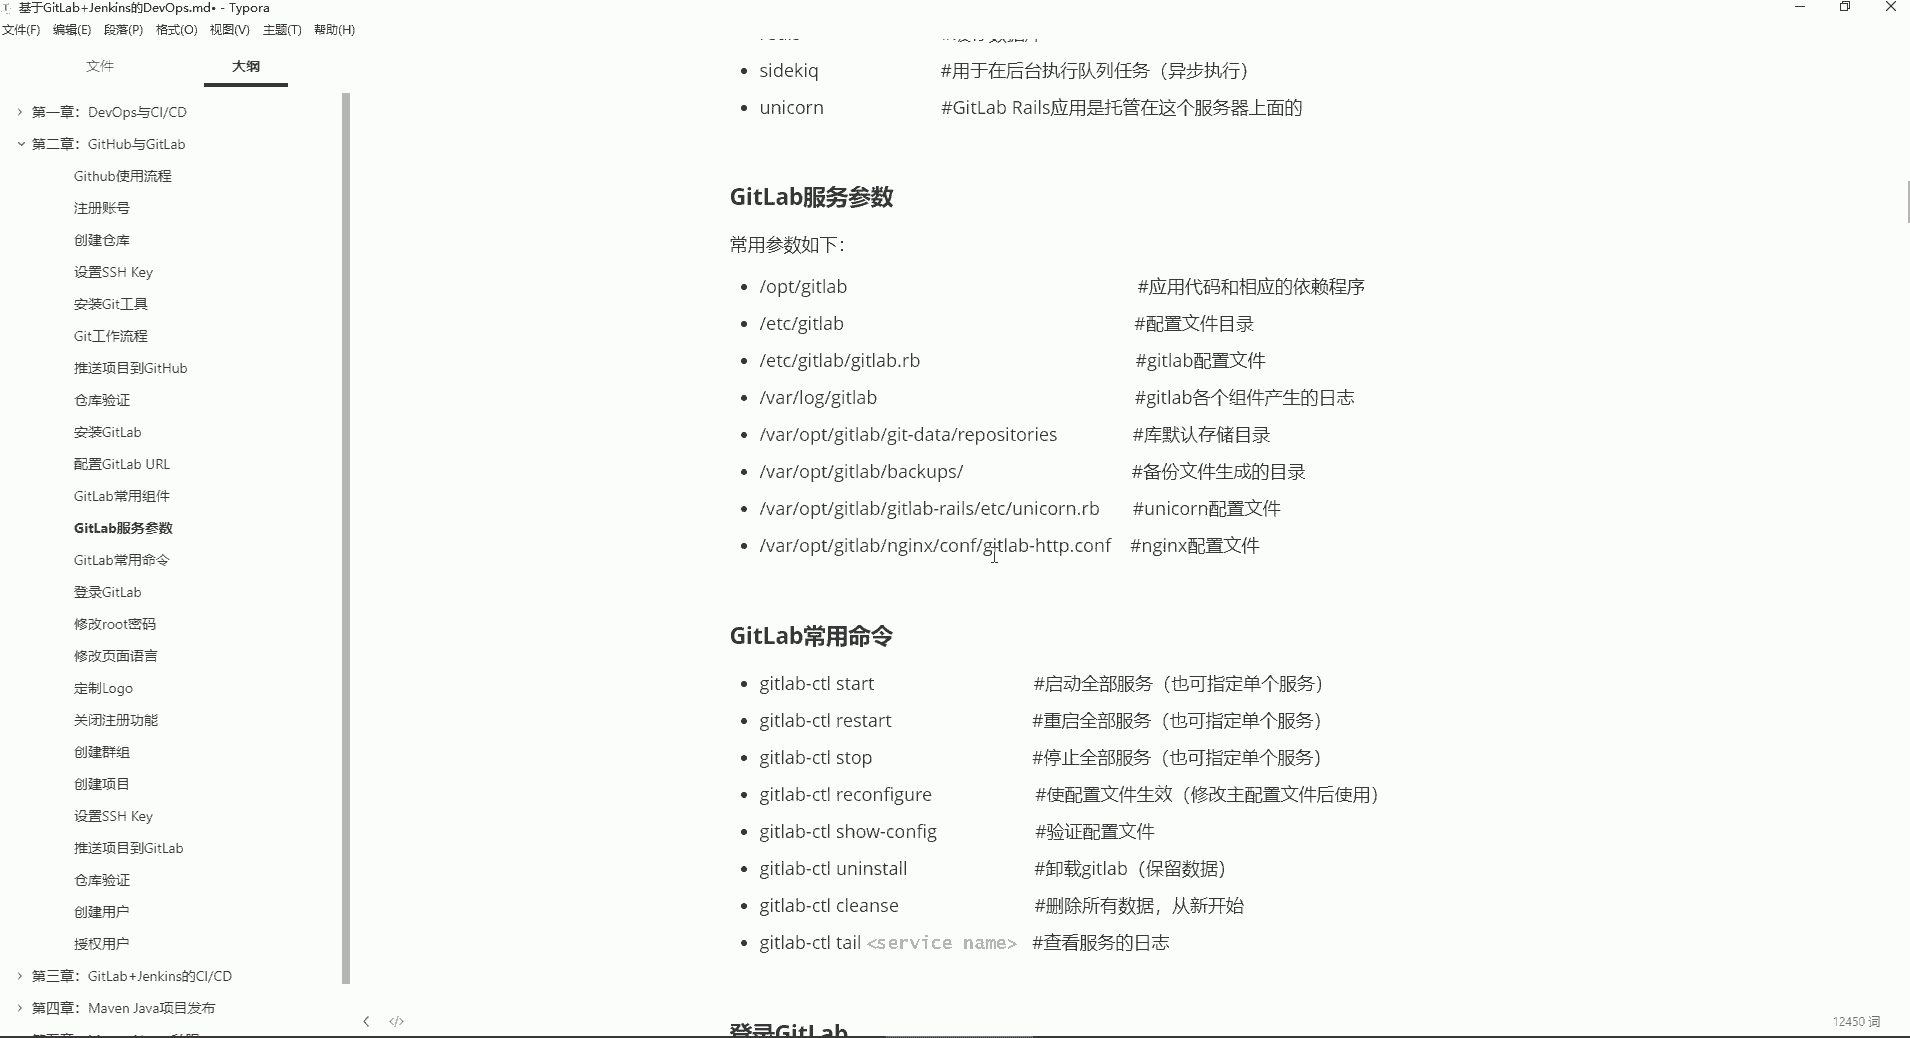 基于GitLab+Jenkins的DevOps.md• - Typora
文件(F) 编辑(E) 段落(P) 格式(O) 视图(V) 主题(T) 帮助(H)
文件 大纲
第一章：DevOps与CI/CD
第二章：GitHub与GitLab
Github使用流程
注册账号
创建仓库
设置SSH Key
安装Git工具
Git工作流程
推送项目到GitHub
仓库验证
安装GitLab
配置GitLab URL
GitLab常用组件
GitLab服务参数
GitLab常用命令
登录GitLab
修改root密码
修改页面语言
定制Logo
关闭注册功能
创建群组
创建项目
设置SSH Key
推送项目到GitLab
仓库验证
创建用户
授权用户
第三章：GitLab+Jenkins的CI/CD
第四章：Maven Java项目发布
sidekiq #用于在后台执行队列任务（异步执行）
unicorn #GitLab Rails应用是托管在这个服务器上面的
GitLab服务参数
常用参数如下：
/opt/gitlab #应用代码和相应的依赖程序
/etc/gitlab #配置文件目录
/etc/gitlab/gitlab.rb #gitlab配置文件
/var/log/gitlab #gitlab各个组件产生的日志
/var/opt/gitlab/git-data/repositories #库默认存储目录
/var/opt/gitlab/backups/ #备份文件生成的目录
/var/opt/gitlab/gitlab-rails/etc/unicorn.rb #unicorn配置文件
/var/opt/gitlab/nginx/conf/gitlab-http.conf #nginx配置文件
GitLab常用命令
gitlab-ctl start #启动全部服务（也可指定单个服务）
gitlab-ctl restart #重启全部服务（也可指定单个服务）
gitlab-ctl stop #停止全部服务（也可指定单个服务）
gitlab-ctl reconfigure #使配置文件生效（修改主配置文件后使用）
gitlab-ctl show-config #验证配置文件
gitlab-ctl uninstall #卸载gitlab（保留数据）
gitlab-ctl cleanse #删除所有数据，从新开始
gitlab-ctl tail <service name> #查看服务的日志
登录GitLab
12450 词